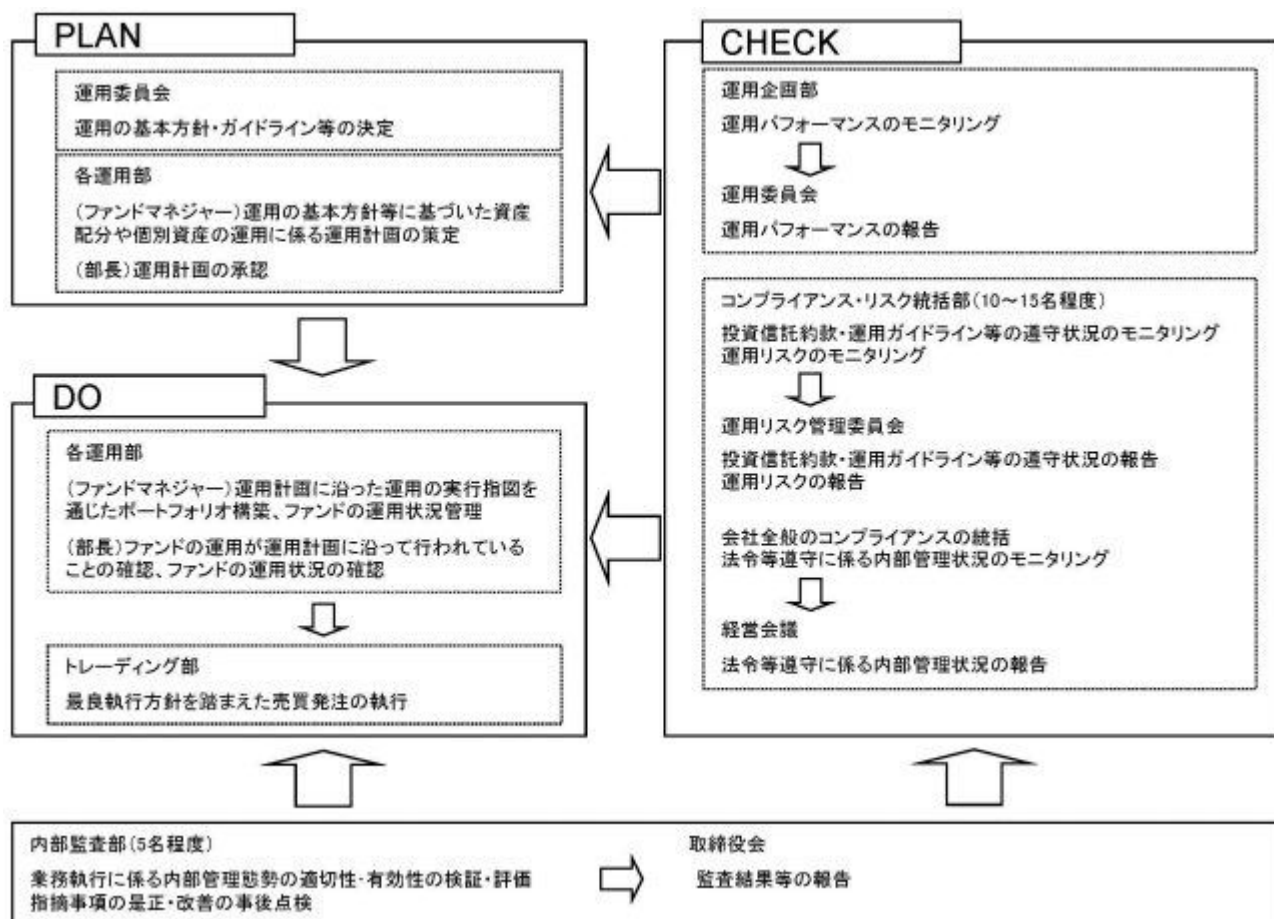 PLAN
運用委員会
運用の基本方針・ガイドライン等の決定
各運用部
(ファンドマネジャー)運用の基本方針等に基づいた資産
配分や個別資産の運用に係る運用計画の策定
(部長)運用計画の承認
DO
各運用部
(ファンドマネジャー)運用計画に沿った運用の実行指図を
通じたポートフォリオ構築、ファンドの運用状況管理
(部長)ファンドの運用が運用計画に沿って行われている
ことの確認、ファンドの運用状況の確認
トレーディング部
最良執行方針を踏まえた売買発注の執行
CHECK
運用企画部
運用パフォーマンスのモニタリング
運用委員会
運用パフォーマンスの報告
コンプライアンス・リスク統括部(10~15名程度)
投資信託約款・運用ガイドライン等の遵守状況のモニタリング
運用リスクのモニタリング
運用リスク管理委員会
投資信託約款・運用ガイドライン等の遵守状況の報告
運用リスクの報告
会社全般のコンプライアンスの統括
法令等遵守に係る内部管理状況のモニタリング
経営会議
法令等遵守に係る内部管理状況の報告
内部監査部(5名程度)
業務執行に係る内部管理態勢の適切性・有効性の検証・評価
指摘事項の是正・改善の事後点検
取締役会
監査結果等の報告